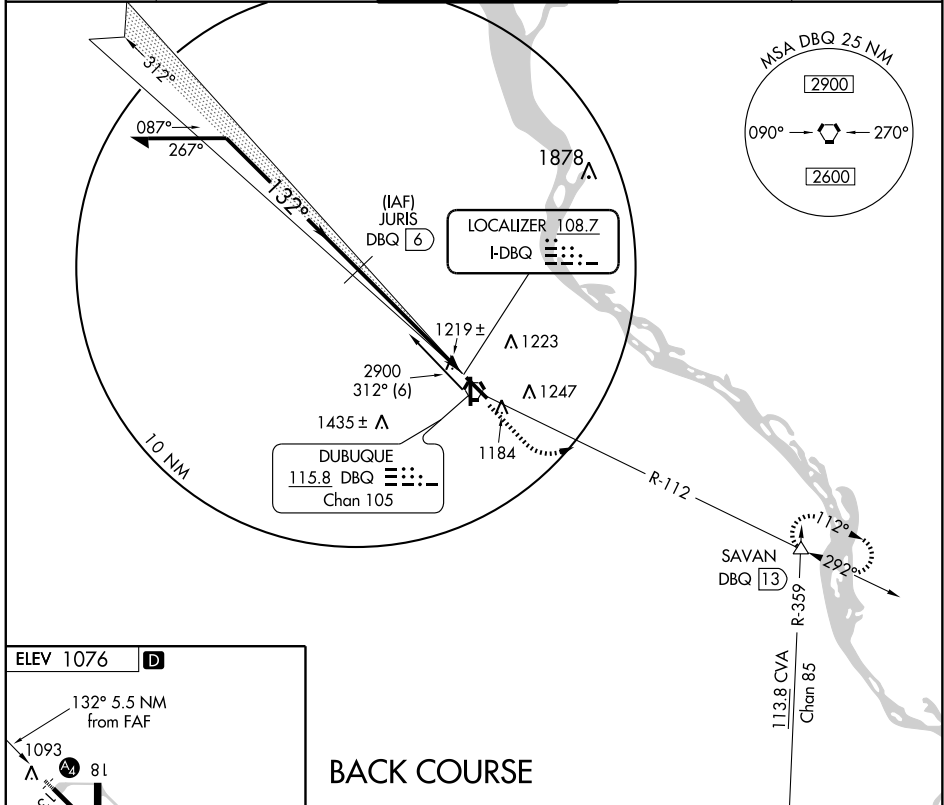 312°
087°
267°
132°
(IAF)
JURIS
DBQ 6
LOCALIZER 108.7
I-DBQ
MSA DBQ 25 NM
2900
090°
270°
2600
1878
1219 ±
1223
2900
312° (6)
1247
1435 ±
1184
DUBUQUE
115.8 DBQ
Chan 105
10 NM
R-112
112°
292°
SAVAN
DBQ 13
R-359
113.8 CVA
Chan 85
ELEV 1076 D
132° 5.5 NM
from FAF
1093
A4
18
13
BACK COURSE